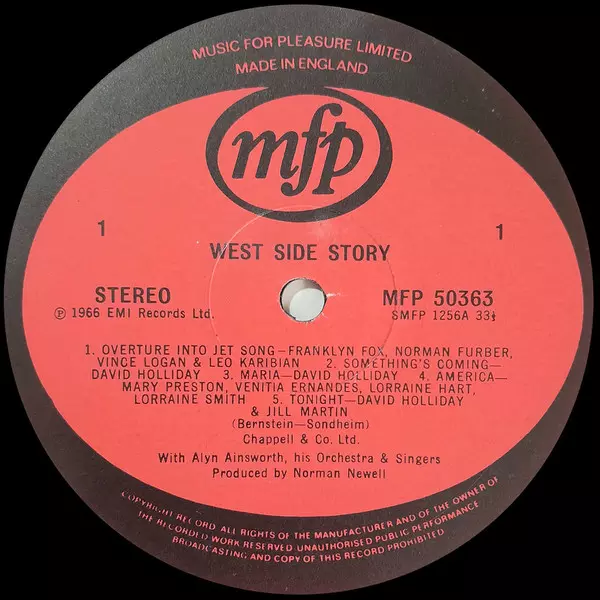 MUSIC FOR PLEASURE LIMITED
MADE IN ENGLAND
mfp
1
1
WEST SIDE STORY
STEREO
MFP 50363
℗ 1966 EMI Records Ltd.
SMFP 1256A 33⅓
1. OVERTURE INTO JET SONG—FRANKLYN FOX, NORMAN FURBER,
VINCE LOGAN & LEO KARIBIAN 2. SOMETHING'S COMING—
DAVID HOLLIDAY 3. MARIA—DAVID HOLLIDAY 4. AMERICA—
MARY PRESTON, VENITIA ERNANDES, LORRAINE HART,
LORRAINE SMITH 5. TONIGHT—DAVID HOLLIDAY
& JILL MARTIN
(Bernstein—Sondheim)
Chappell & Co. Ltd.
With Alyn Ainsworth, his Orchestra & Singers
Produced by Norman Newell
COPYRIGHT RECORD ALL RIGHTS OF THE MANUFACTURER AND OF THE OWNER OF
THE RECORDED WORK RESERVED UNAUTHORISED PUBLIC PERFORMANCE
BROADCASTING AND COPY OF THIS RECORD PROHIBITED